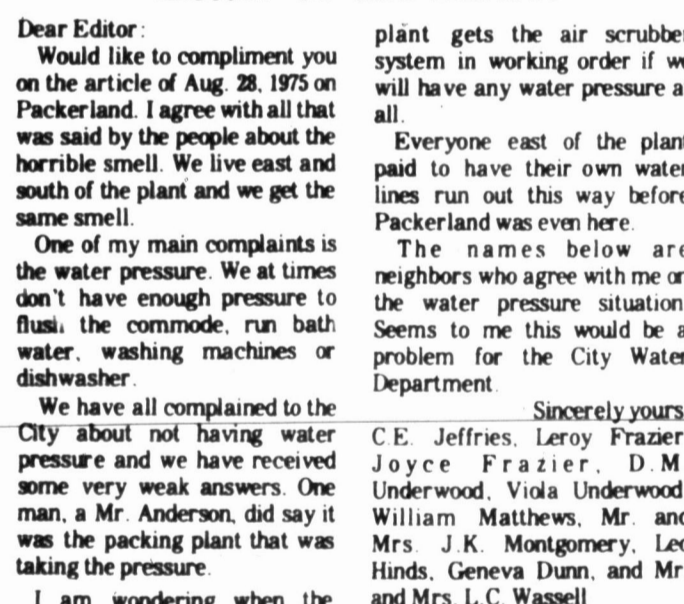 Dear Editor:
Would like to compliment you
on the article of Aug. 28, 1975 on
Packerland. I agree with all that
was said by the people about the
horrible smell. We live east and
south of the plant and we get the
same smell.
One of my main complaints is
the water pressure. We at times
don't have enough pressure to
flush the commode, run bath
water, washing machines or
dishwasher.
We have all complained to the
City about not having water
pressure and we have received
some very weak answers. One
man, a Mr. Anderson, did say it
was the packing plant that was
taking the pressure.
I am wondering when the
plant gets the air scrubber
system in working order if we
will have any water pressure a
all.
Everyone east of the plant
paid to have their own water
lines run out this way before
Packerland was even here.
The names below are
neighbors who agree with me on
the water pressure situation
Seems to me this would be a
problem for the City Water
Department.
Sincerely yours,
C.E. Jeffries, Leroy Frazier
Joyce Frazier, D.M
Underwood, Viola Underwood
William Matthews, Mr. and
Mrs. J.K. Montgomery, Leo
Hinds, Geneva Dunn, and Mr
and Mrs. L.C. Wassell